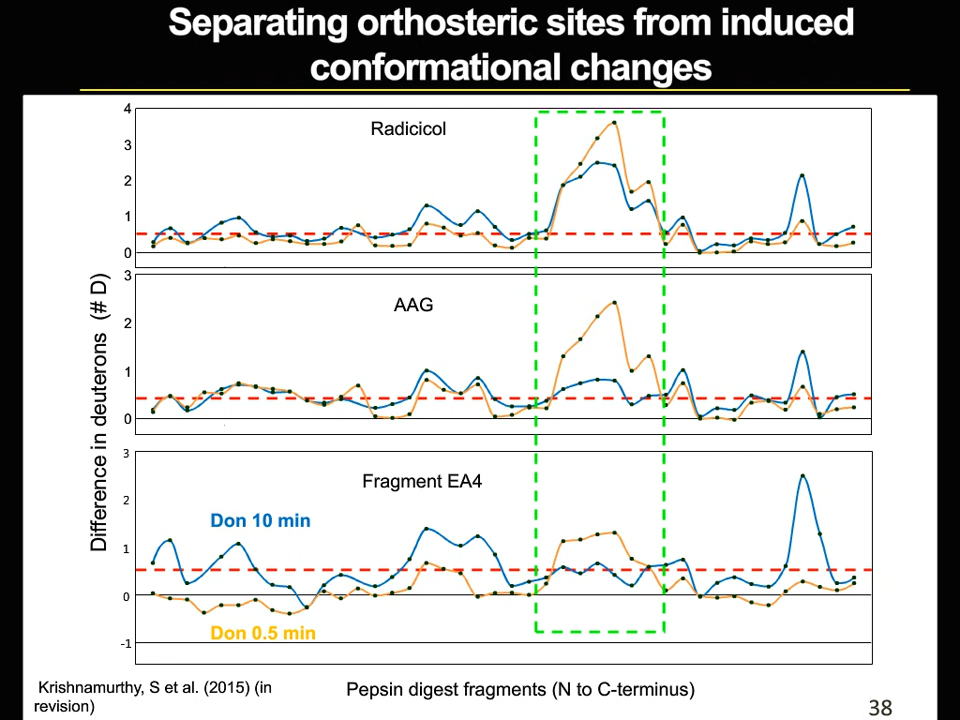 Separating orthosteric sites from induced
conformational changes
4
3
2
1
0
Radicicol
3
2
1
0
AAG
3
2
1
0
-1
Fragment EA4
Don 10 min
Don 0.5 min
Difference in deuterons (# D)
Pepsin digest fragments (N to C-terminus)
Krishnamurthy, S et al. (2015) (in
revision)
38